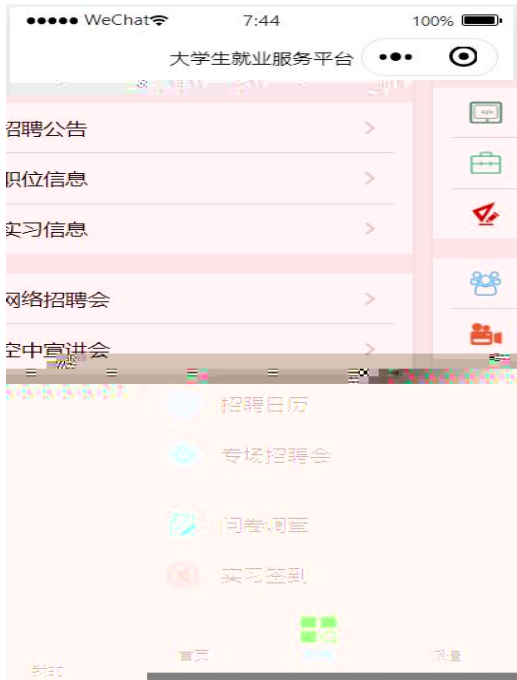 WeChat 7:44 100%
大学生就业服务平台
招聘公告
职位信息
实习信息
网络招聘会
空中宣讲会
招聘日历
专场招聘会
问卷调查
实习签到
首页